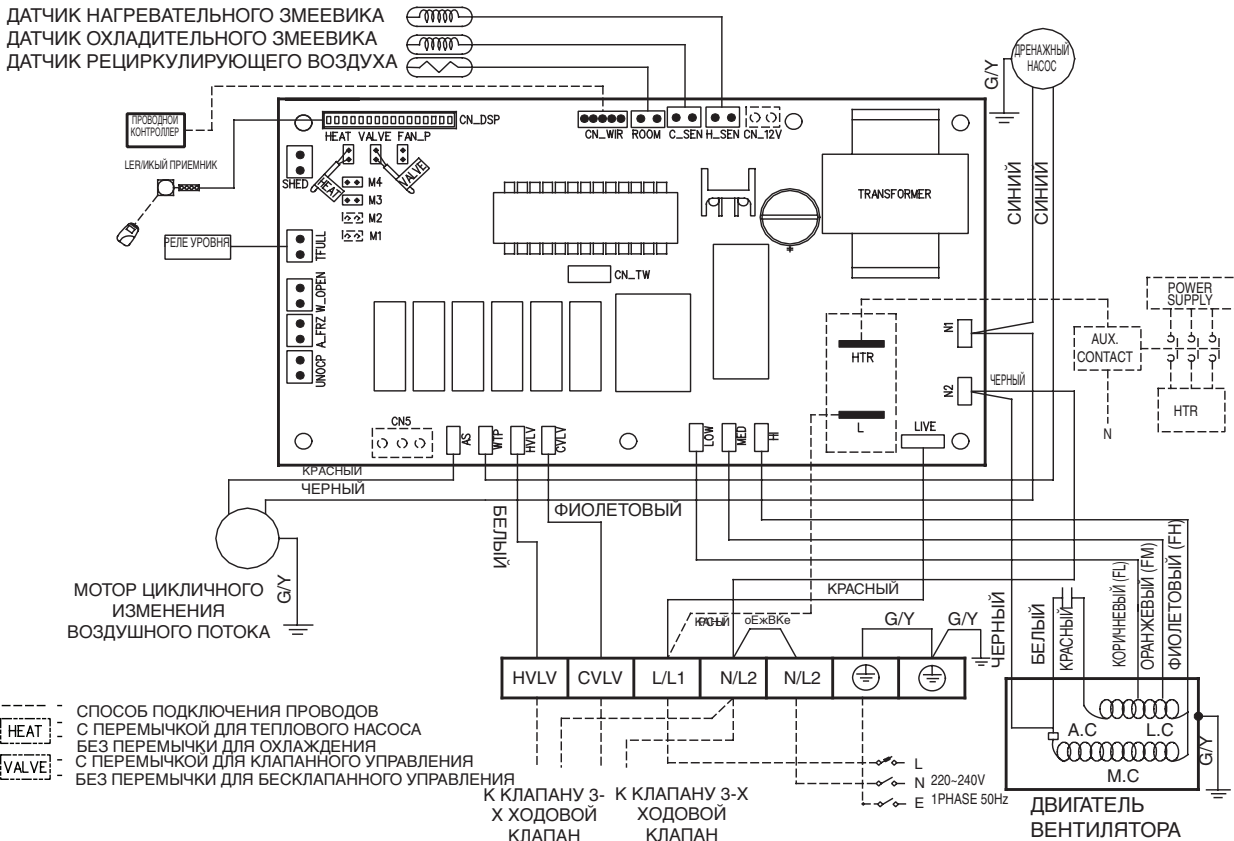 ДАТЧИК НАГРЕВАТЕЛЬНОГО ЗМЕЕВИКА
ДАТЧИК ОХЛАДИТЕЛЬНОГО ЗМЕЕВИКА
ДАТЧИК РЕЦИРКУЛИРУЮЩЕГО ВОЗДУХА
ДРЕНАЖНЫЙ
НАСОС
G/Y
ПРОВОДНОЙ
КОНТРОЛЛЕР
CN_DSP
CN_WIR ROOM C_SEN H_SEN CN_12V
HEAT VALVE FAN_P
LER/ИКЫЙ ПРИЕМНИК
SHED
HEAT
VALVE
M4
M3
M2
M1
TRANSFORMER
СИНИЙ
СИНИЙ
РЕЛЕ УРОВНЯ
TFULL
W_OPEN
A_FRZ
UNOCP
CN_TW
POWER
SUPPLY
AUX.
CONTACT
HTR
N
HTR
L
N1
N2
ЧЕРНЫЙ
CN5
AS
WTP
HVLV
CVLV
LOW
MED
HI
LIVE
КРАСНЫЙ
ЧЕРНЫЙ
БЕЛЫЙ
ФИОЛЕТОВЫЙ
G/Y
МОТОР ЦИКЛИЧНОГО
ИЗМЕНЕНИЯ
ВОЗДУШНОГО ПОТОКА
КРАСНЫЙ
оЕжВКе
G/Y
G/Y
HVLV
CVLV
L/L1
N/L2
N/L2
ЧЕРНЫЙ
БЕЛЫЙ
КРАСНЫЙ
КОРИЧНЕВЫЙ (FL)
ОРАНЖЕВЫЙ (FM)
ФИОЛЕТОВЫЙ (FH)
A.C
L.C
M.C
G/Y
СПОСОБ ПОДКЛЮЧЕНИЯ ПРОВОДОВ
HEAT - С ПЕРЕМЫЧКОЙ ДЛЯ ТЕПЛОВОГО НАСОСА
БЕЗ ПЕРЕМЫЧКИ ДЛЯ ОХЛАЖДЕНИЯ
VALVE - С ПЕРЕМЫЧКОЙ ДЛЯ КЛАПАННОГО УПРАВЛЕНИЯ
БЕЗ ПЕРЕМЫЧКИ ДЛЯ БЕСКЛАПАННОГО УПРАВЛЕНИЯ
К КЛАПАНУ 3-
Х ХОДОВОЙ
КЛАПАН
К КЛАПАНУ 3-Х
ХОДОВОЙ
КЛАПАН
L
N 220~240V
E 1PHASE 50Hz
ДВИГАТЕЛЬ
ВЕНТИЛЯТОРА